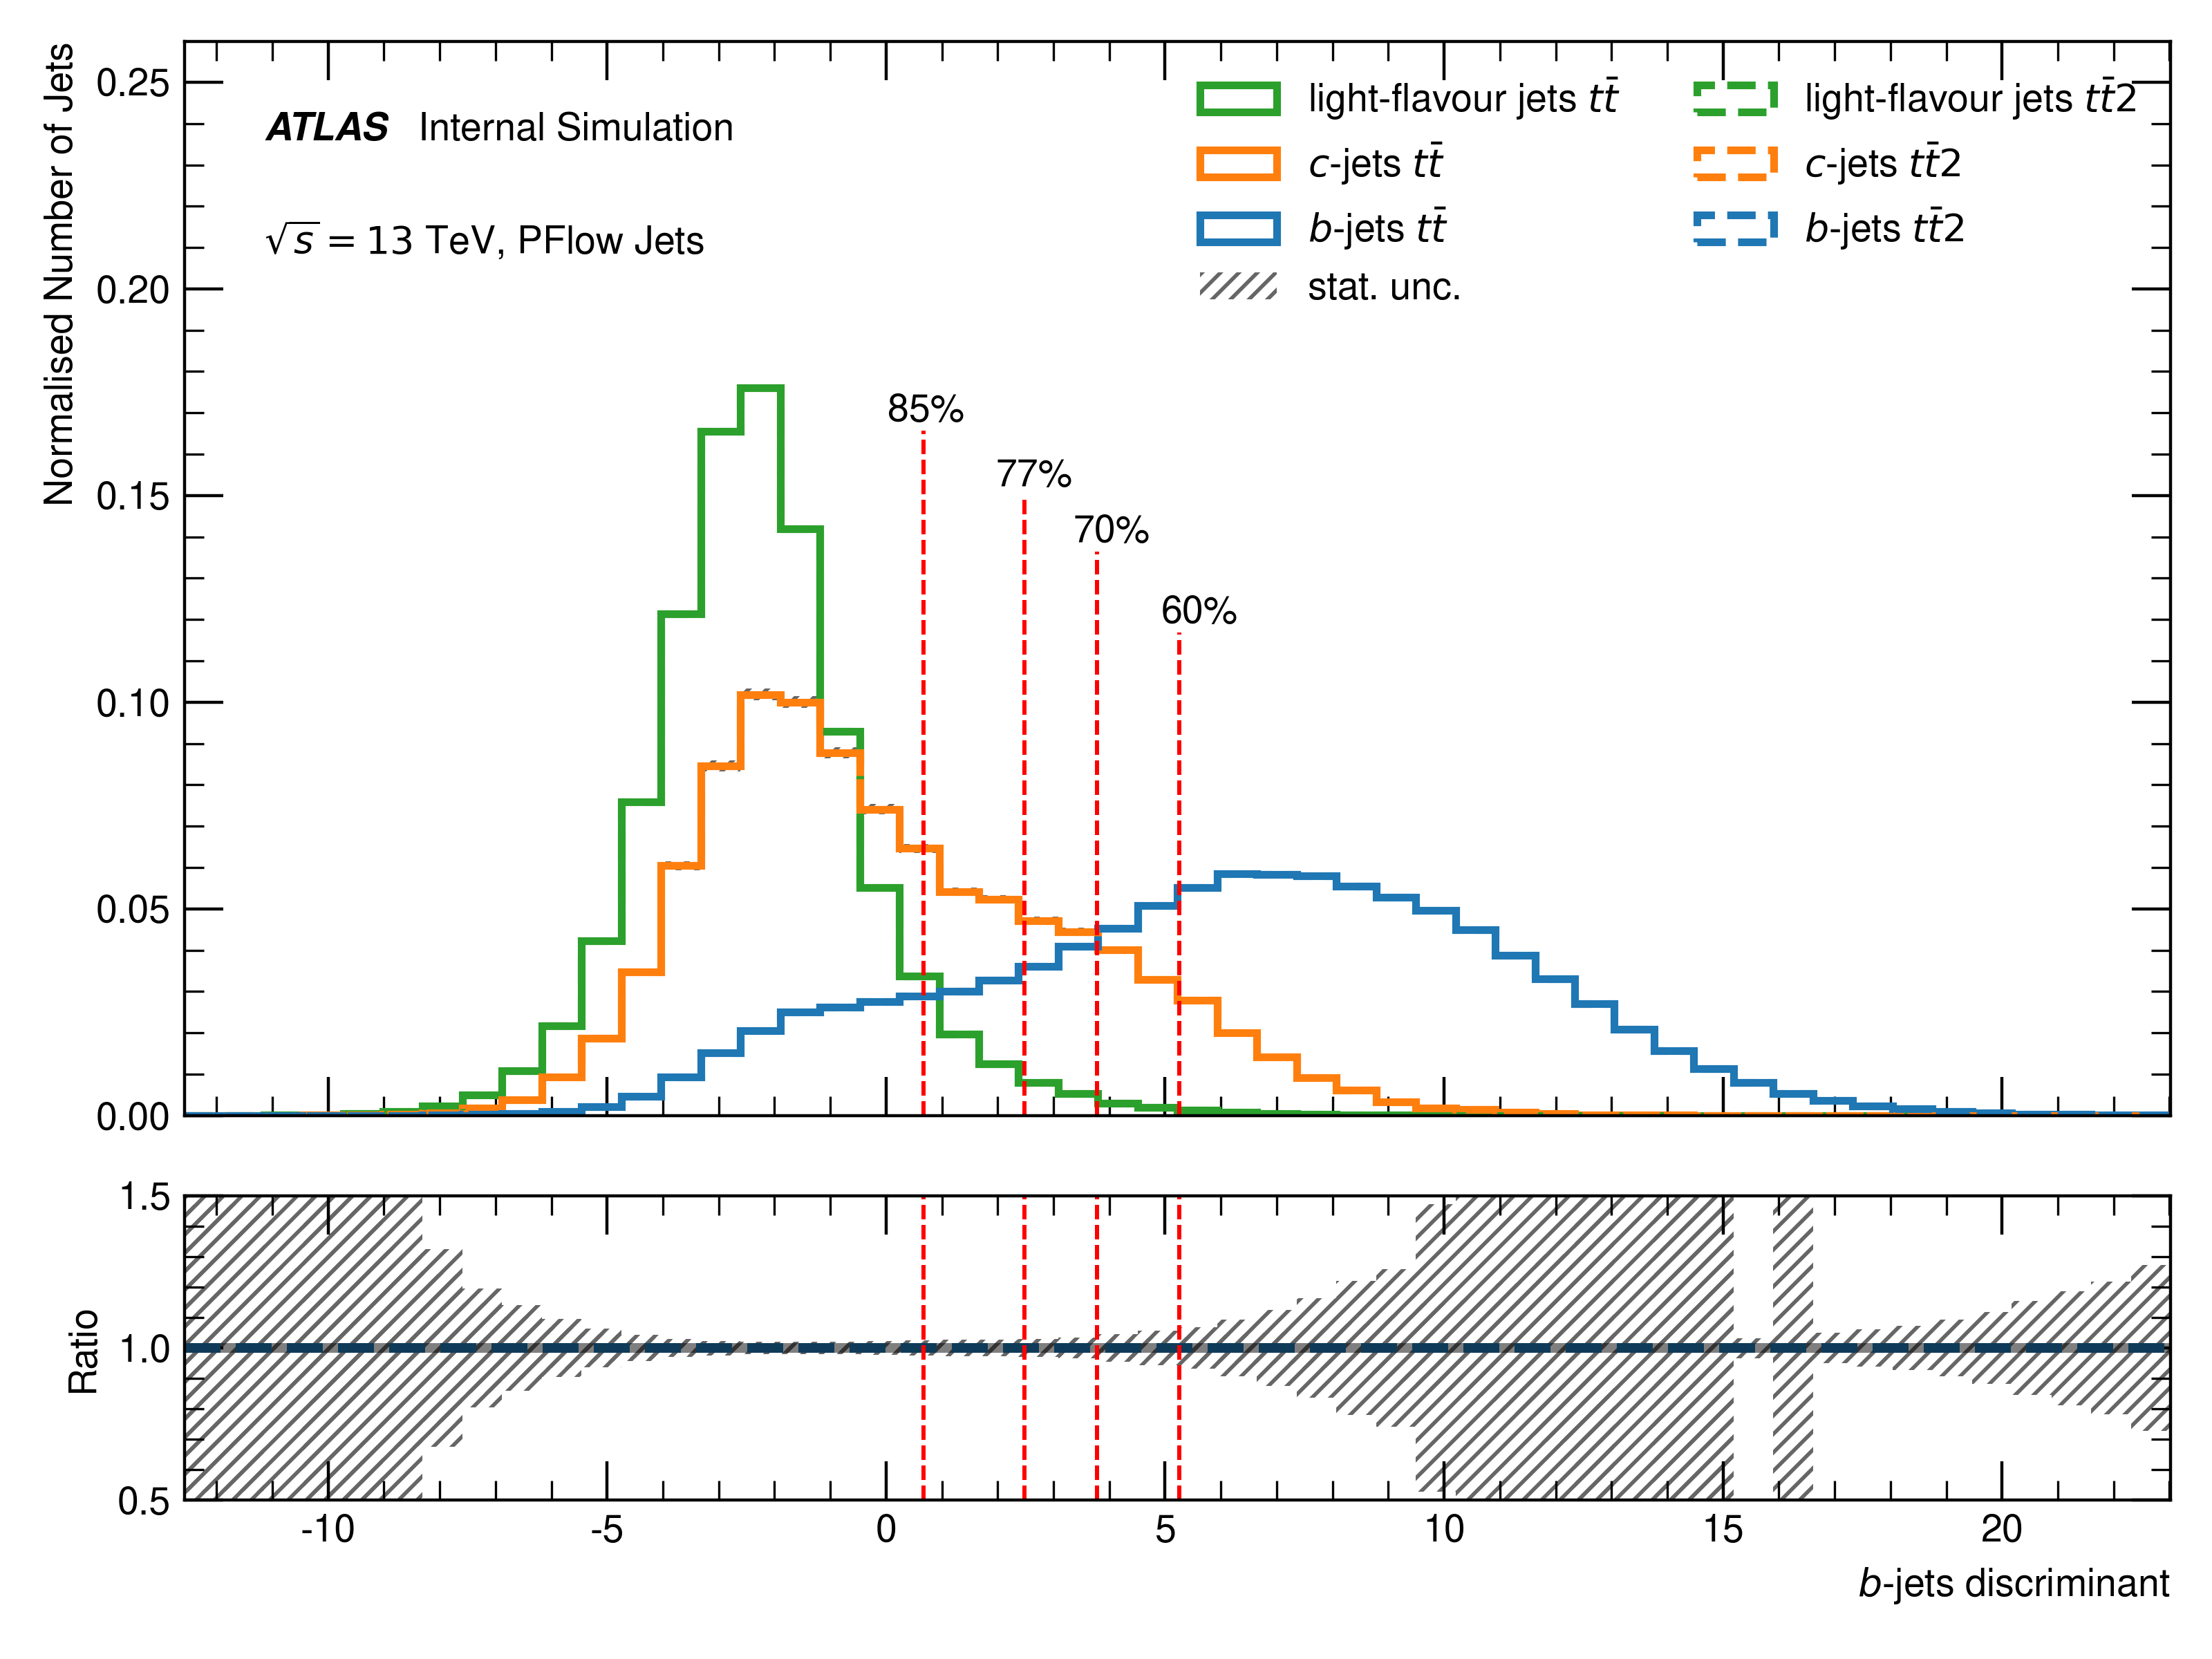 Normalised Number of Jets
0.25
0.20
0.15
0.10
0.05
0.00
ATLAS Internal Simulation
√s = 13 TeV, PFlow Jets
light-flavour jets tt̄
c-jets tt̄
b-jets tt̄
stat. unc.
light-flavour jets tt̄2
c-jets tt̄2
b-jets tt̄2
85%
77%
70%
60%
Ratio
1.5
1.0
0.5
-10 -5 0 5 10 15 20
b-jets discriminant